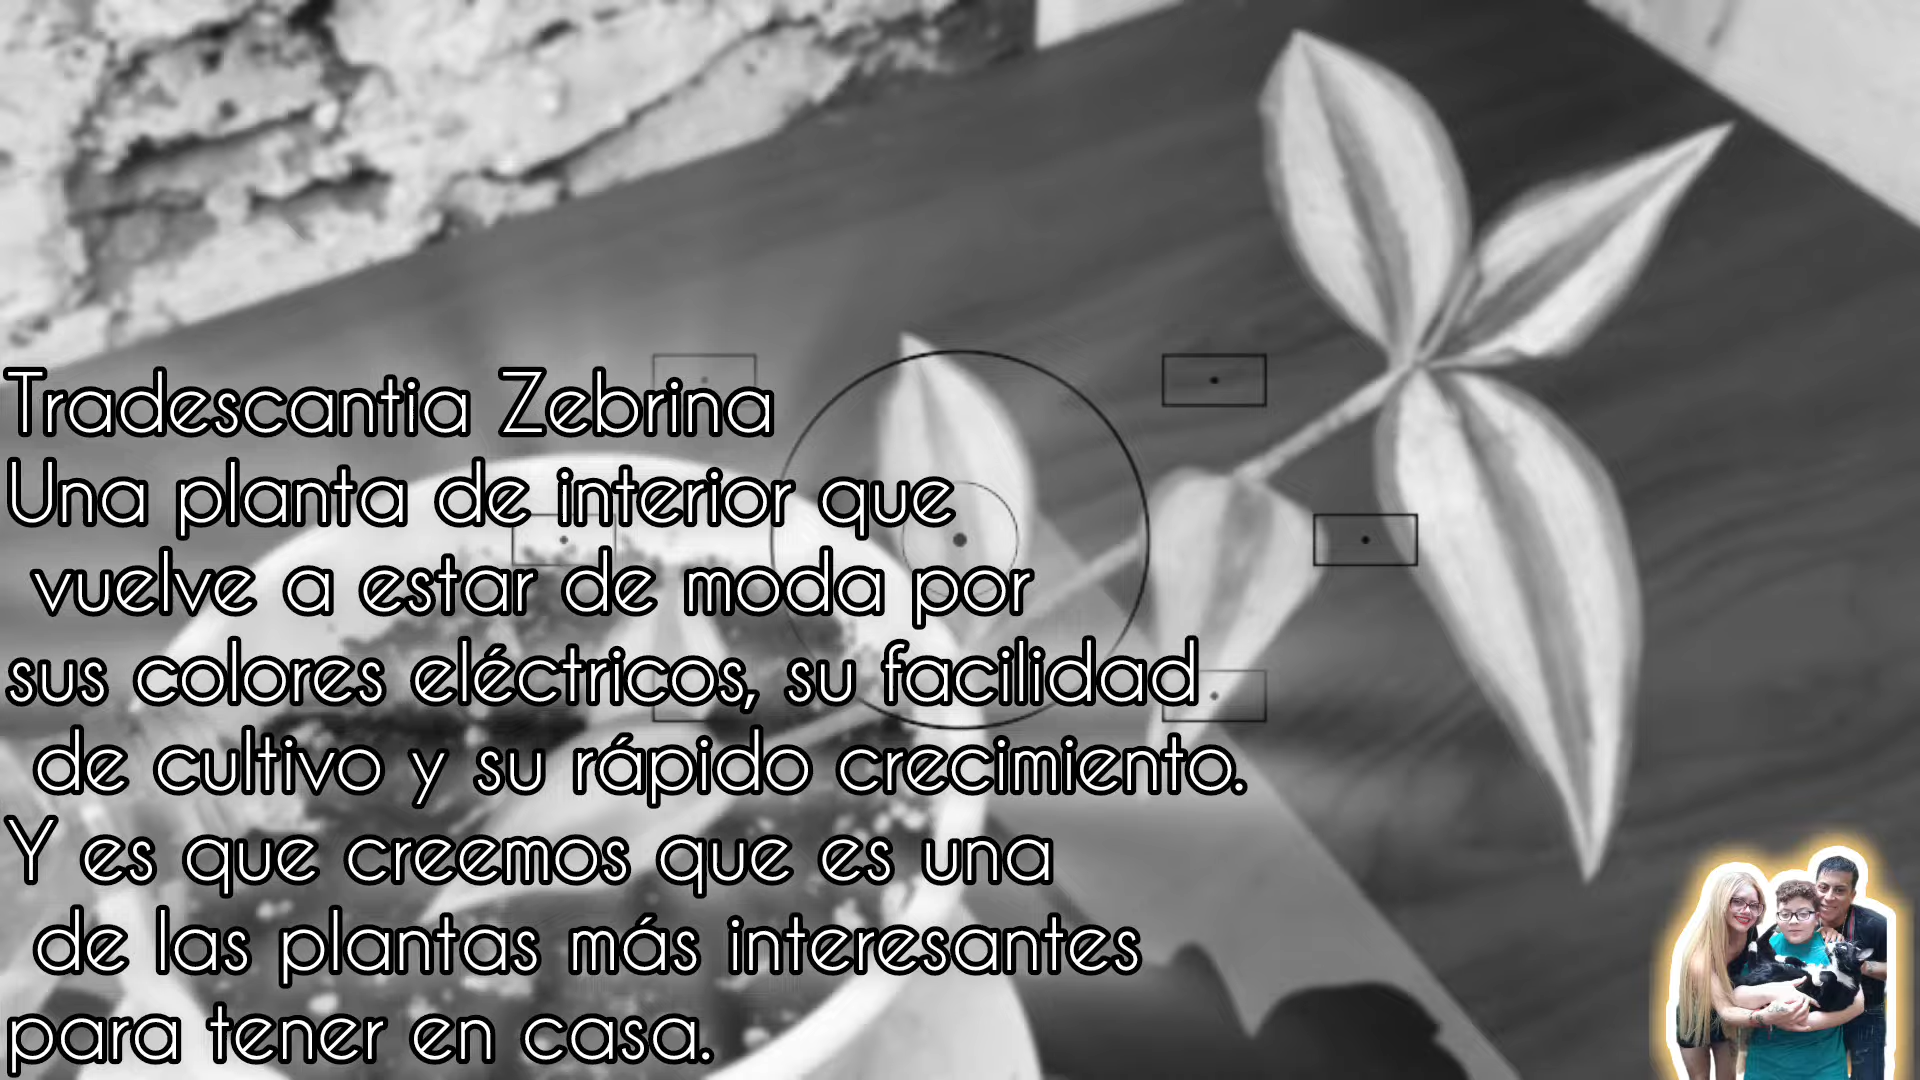 Tradescantia Zebrina
Una planta de interior que
vuelve a estar de moda por
sus colores eléctricos, su facilidad
de cultivo y su rápido crecimiento.
Y es que creemos que es una
de las plantas más interesantes
para tener en casa.